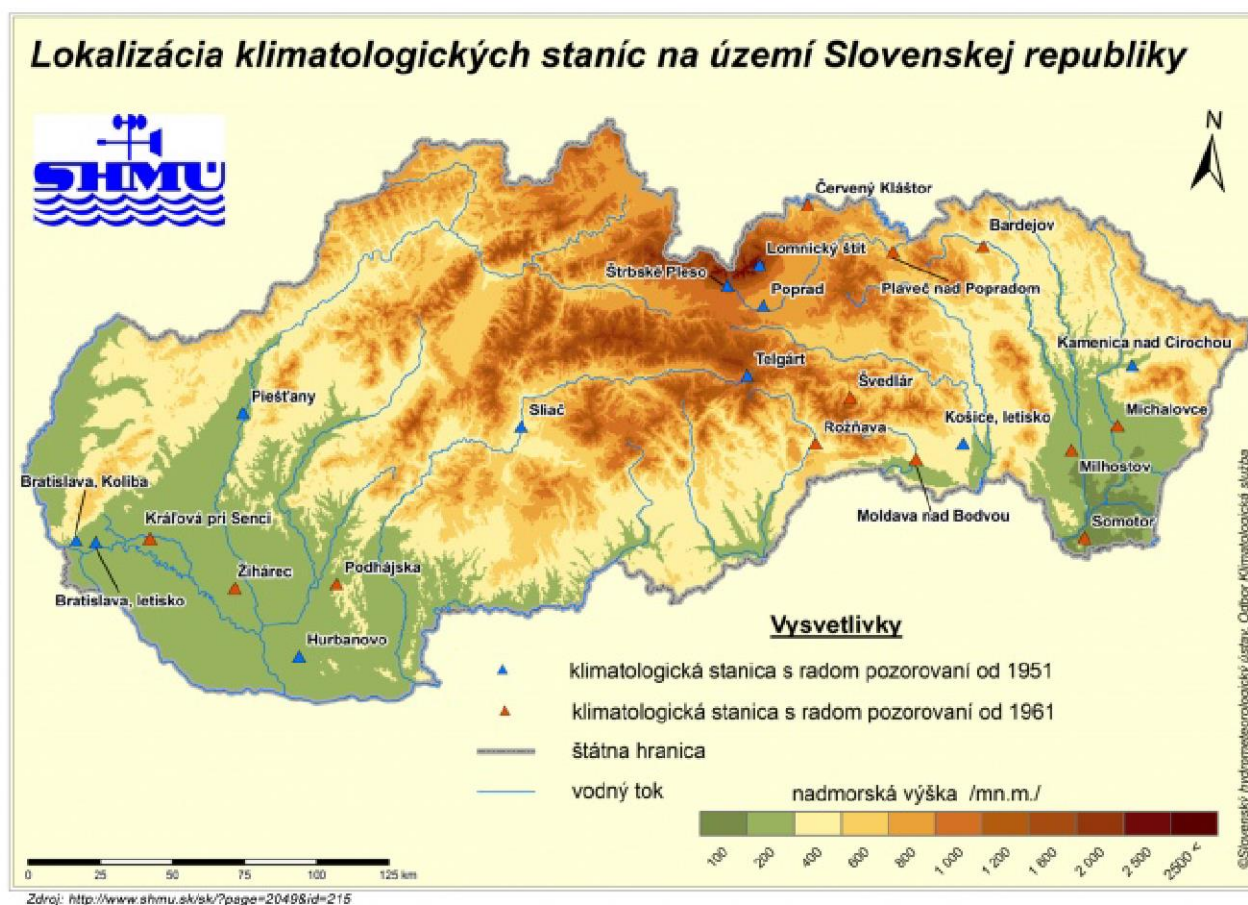 Lokalizácia klimatologických staníc na území Slovenskej republiky
SHMÚ
N
Červený Kláštor
Bardejov
Lomnický štít
Štrbské Pleso
Plaveč nad Popradom
Poprad
Kamenica nad Cirochou
Telgárt
Piešťany
Švedlár
Sliač
Michalovce
Košice, letisko
Rožňava
Milhostov
Bratislava, Koliba
Kráľová pri Senci
Moldava nad Bodvou
Somotor
Žihárec
Podhájska
Bratislava, letisko
Hurbanovo
Vysvetlivky
klimatologická stanica s radom pozorovaní od 1951
klimatologická stanica s radom pozorovaní od 1961
štátna hranica
vodný tok
nadmorská výška /mn.m./
100 200 400 600 800 1 000 1 200 1 600 2 000 2 500 2500 <
0 25 50 75 100 125 km
©Slovenský hydrometeorologický ústav, Odbor Klimatologická služba
Zdroj: http://www.shmu.sk/sk/?page=2049&id=215